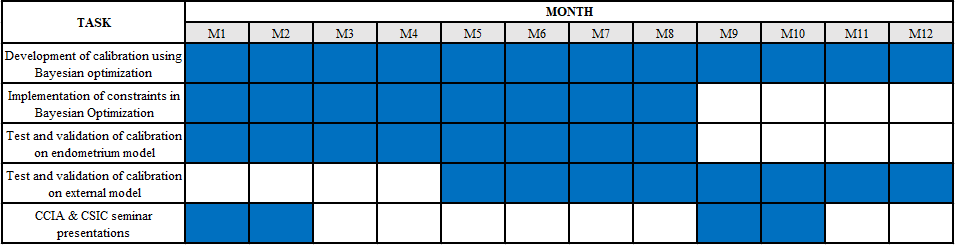 TASK
MONTH
M1 M2 M3 M4 M5 M6 M7 M8 M9 M10 M11 M12
Development of calibration using
Bayesian optimization
Implementation of constraints in
Bayesian Optimization
Test and validation of calibration
on endometrium model
Test and validation of calibration
on external model
CCIA & CSIC seminar
presentations